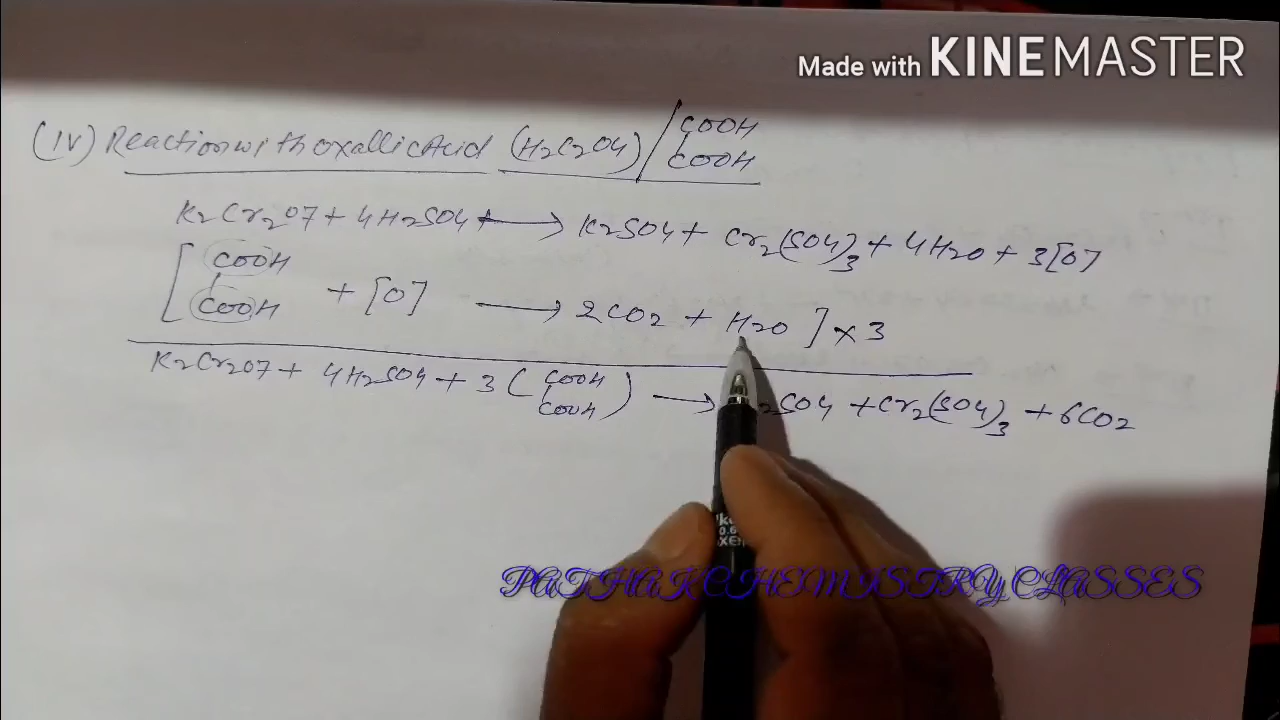 Made with KINEMASTER
(IV) Reaction with oxallic Acid (H2C2O4) / COOH
COOH
K2Cr2O7 + 4H2SO4 + ⟶ K2SO4 + Cr2(SO4)3 + 4H2O + 3[O]
[ COOH
COOH + [O] ⟶ 2CO2 + H2O ] × 3
K2Cr2O7 + 4H2SO4 + 3 ( COOH
COOH ) ⟶ 2SO4 + Cr2(SO4)3 + 6CO2
PATHAK CHEMISTRY CLASSES